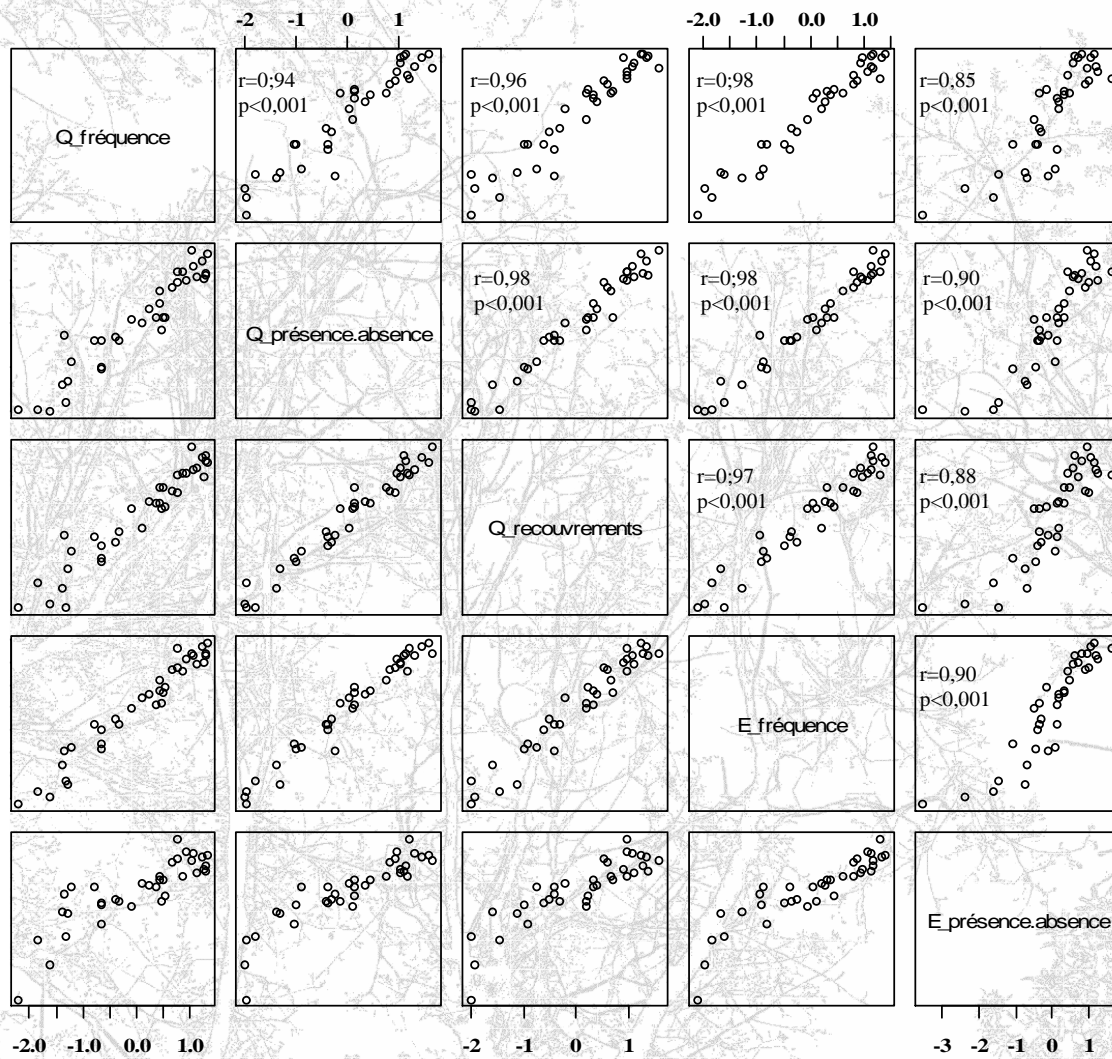 -2 -1 0 1 -2.0 -1.0 0.0 1.0
Q_fréquence
r=0;94
p<0,001
r=0,96
p<0,001
r=0,98
p<0,001
r=0,85
p<0,001
Q_présence.absence
r=0,98
p<0,001
r=0,98
p<0,001
r=0,90
p<0,001
Q_recouvrements
r=0;97
p<0,001
r=0,88
p<0,001
E_fréquence
r=0,90
p<0,001
E_présence.absence
-2.0 -1.0 0.0 1.0 -2 -1 0 1 -3 -2 -1 0 1